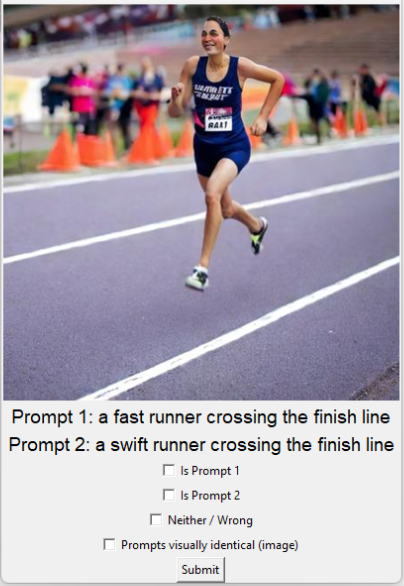 Prompt 1: a fast runner crossing the finish line
Prompt 2: a swift runner crossing the finish line
Is Prompt 1
Is Prompt 2
Neither / Wrong
Prompts visually identical (image)
Submit